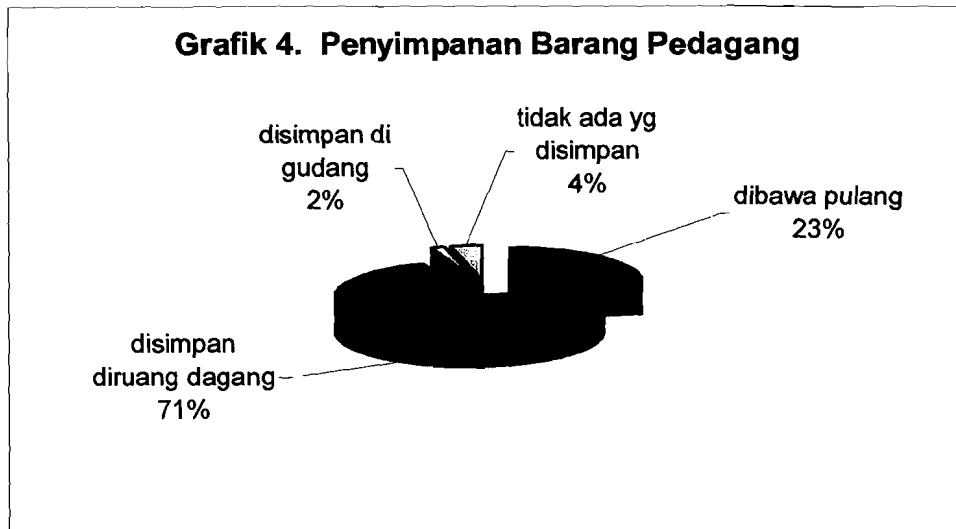 Grafik 4. Penyimpanan Barang Pedagang
disimpan di
gudang
2%
tidak ada yg
disimpan
4%
dibawa pulang
23%
disimpan
diruang dagang
71%